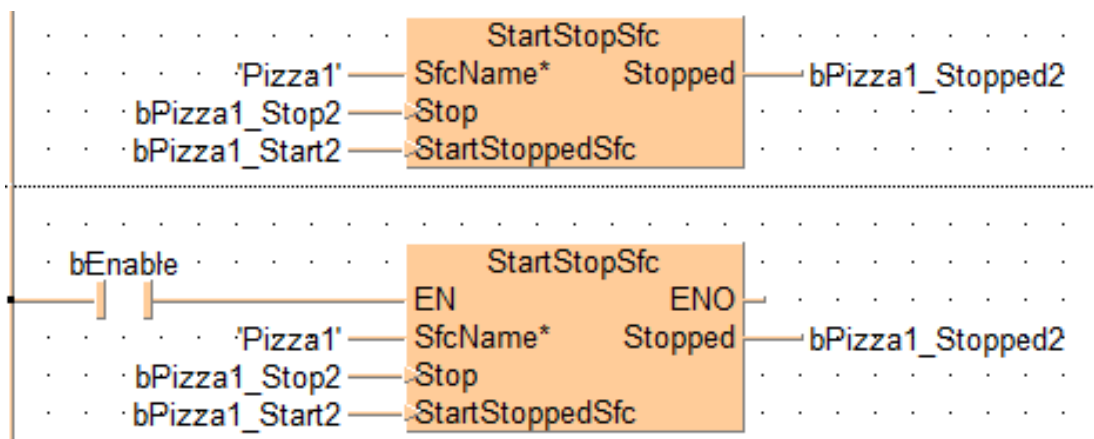 StartStopSfc
'Pizza1' SfcName* Stopped bPizza1_Stopped2
bPizza1_Stop2 Stop
bPizza1_Start2 StartStoppedSfc
bEnable StartStopSfc
EN ENO
'Pizza1' SfcName* Stopped bPizza1_Stopped2
bPizza1_Stop2 Stop
bPizza1_Start2 StartStoppedSfc